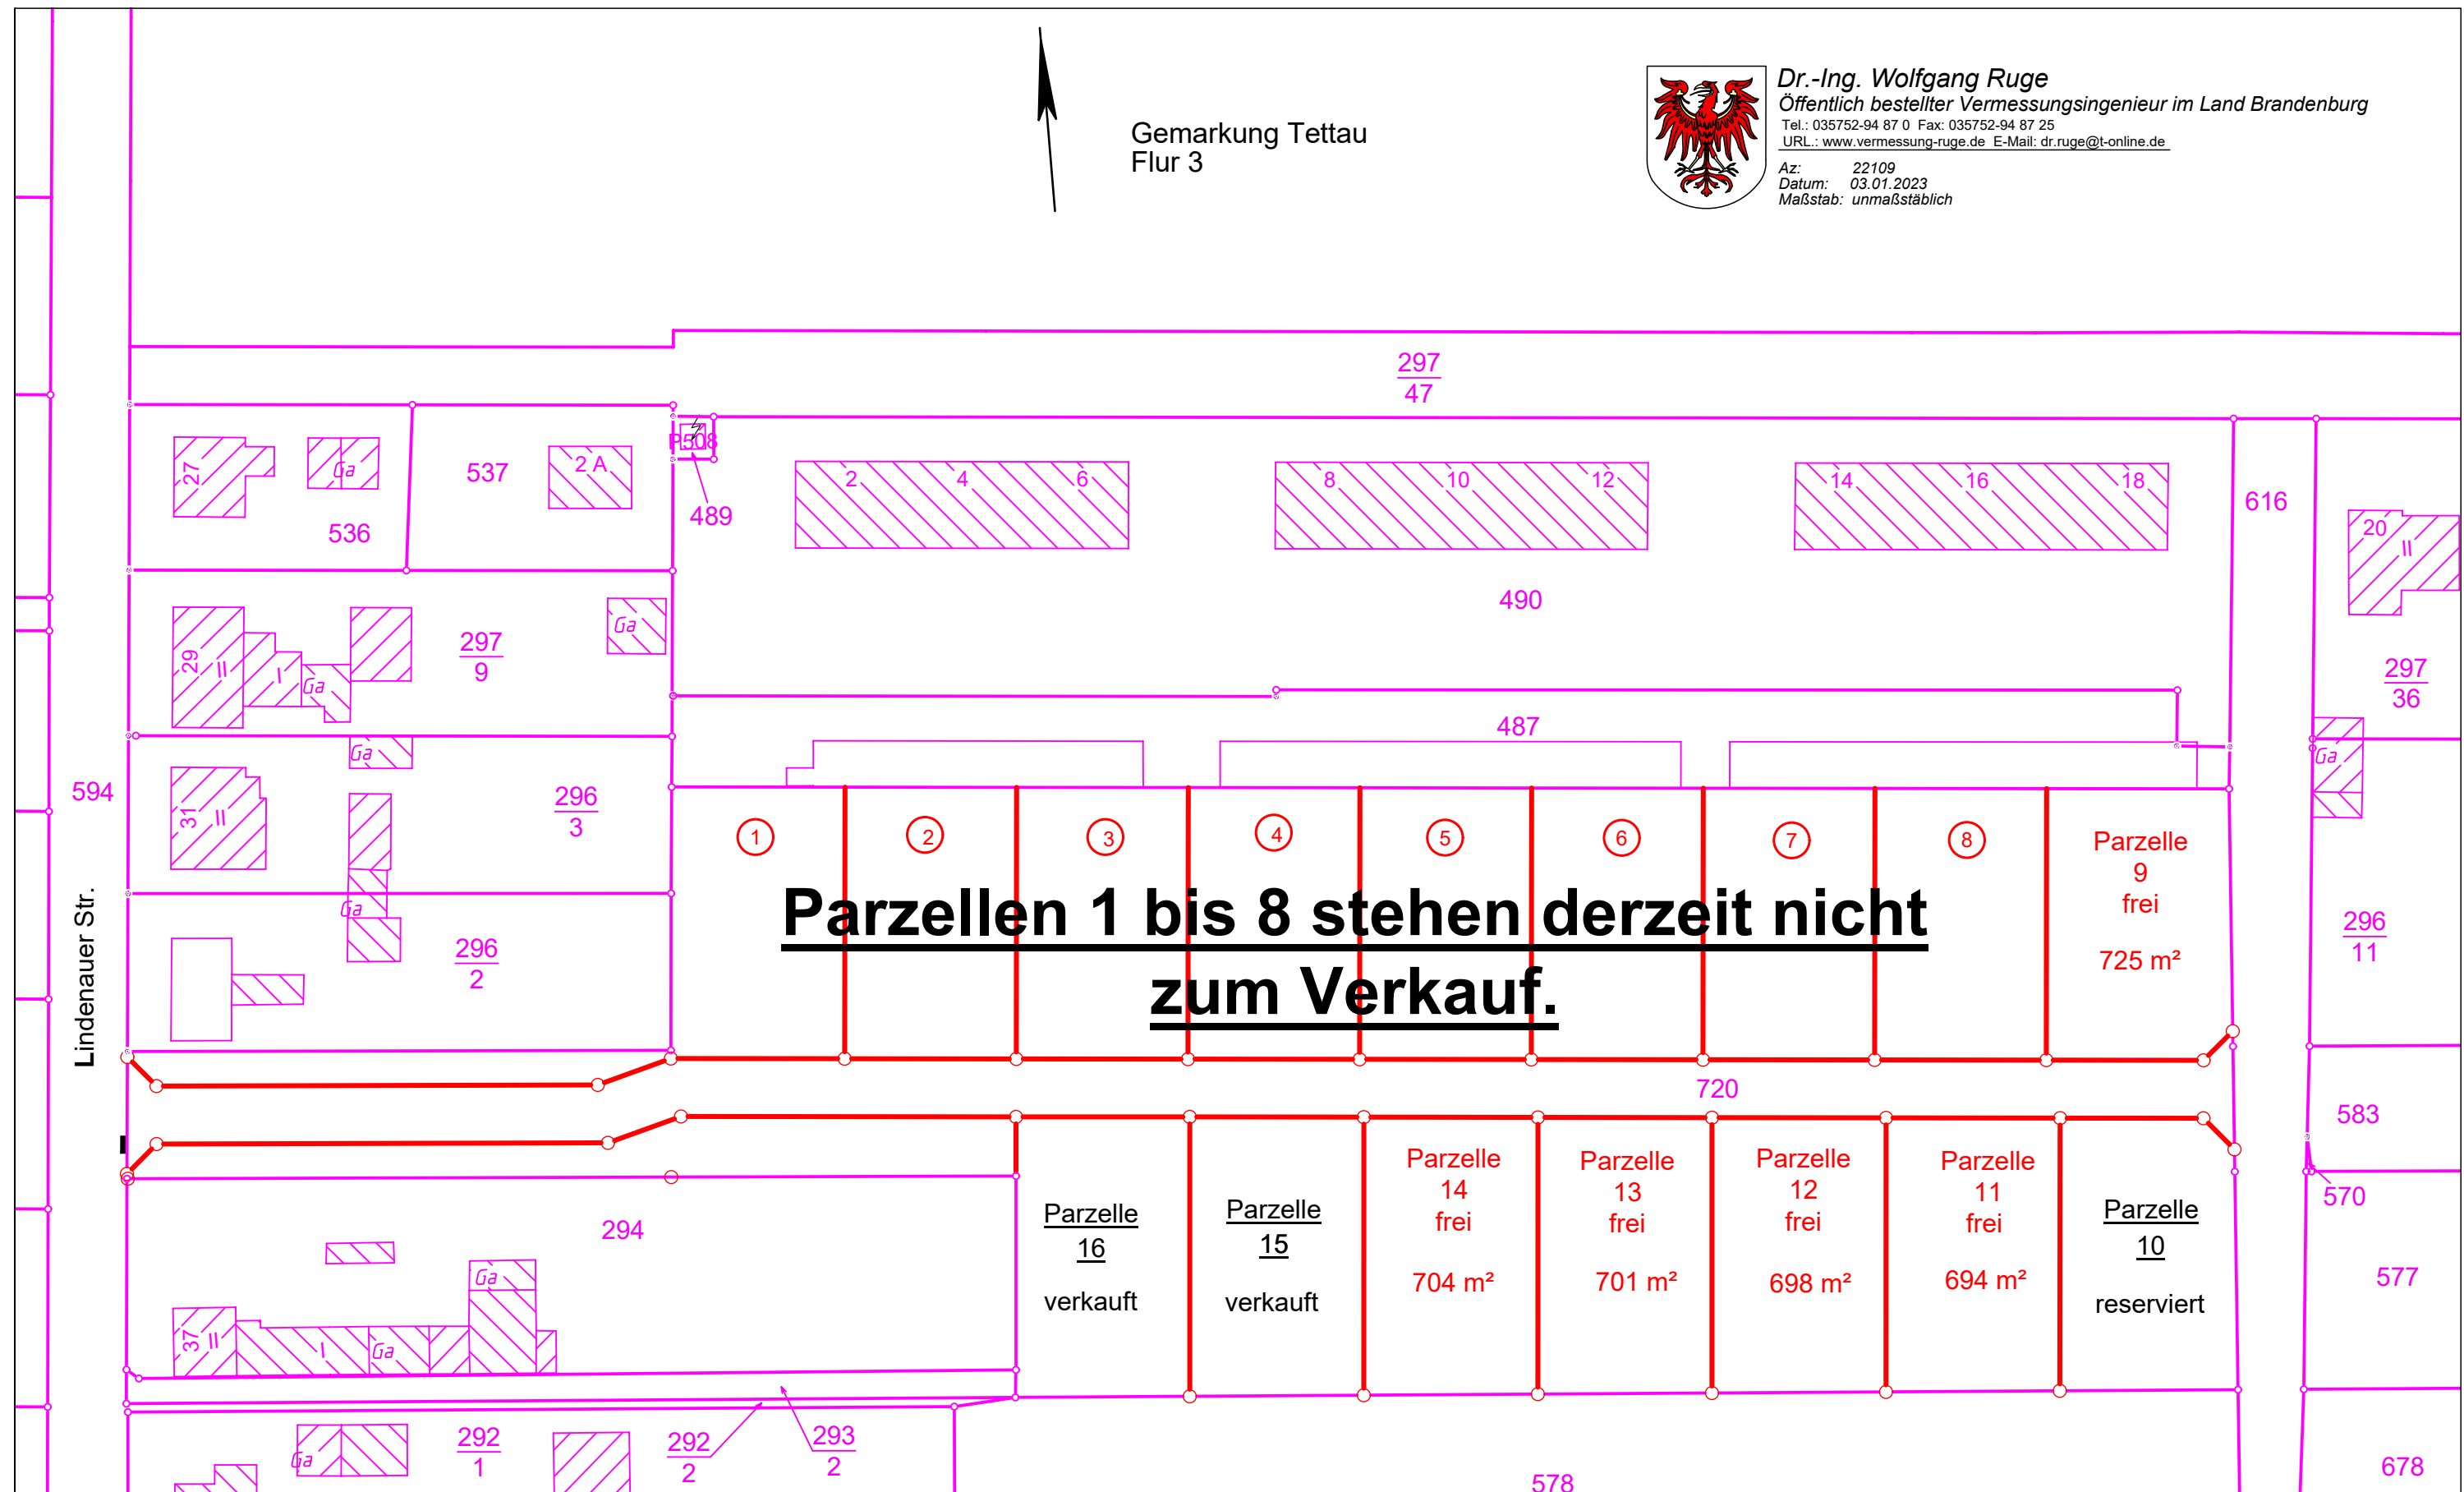 Gemarkung Tettau
Flur 3
Dr.-Ing. Wolfgang Ruge
Öffentlich bestellter Vermessungsingenieur im Land Brandenburg
Tel.: 035752-94 87 0 Fax: 035752-94 87 25
URL.: www.vermessung-ruge.de E-Mail: dr.ruge@t-online.de
Az: 22109
Datum: 03.01.2023
Maßstab: unmaßstäblich
297
47
27
Ga
537
2 A
P508
536
489
2 4 6
8 10 12
14 16 18
616
20
II
490
29
II
I
Ga
297
9
Ga
297
36
487
Ga
Ga
594
31
II
296
3
Ga
296
2
Lindenauer Str.
1
2
3
4
5
6
7
8
Parzelle
9
frei
725 m²
Parzellen 1 bis 8 stehen derzeit nicht
zum Verkauf.
296
11
720
583
570
577
294
Ga
37
II
I
Ga
Parzelle
16
verkauft
Parzelle
15
verkauft
Parzelle
14
frei
704 m²
Parzelle
13
frei
701 m²
Parzelle
12
frei
698 m²
Parzelle
11
frei
694 m²
Parzelle
10
reserviert
Ga
292
1
292
2
293
2
578
678